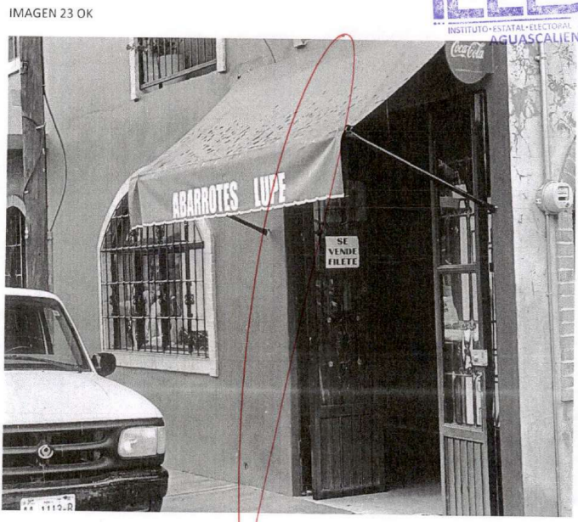 IMAGEN 23 OK
INSTITUTO·ESTATAL·ELECTORAL
AGUASCALIEN
Coca-Cola
ABARROTES LUPE
SE
VENDE
FILETE